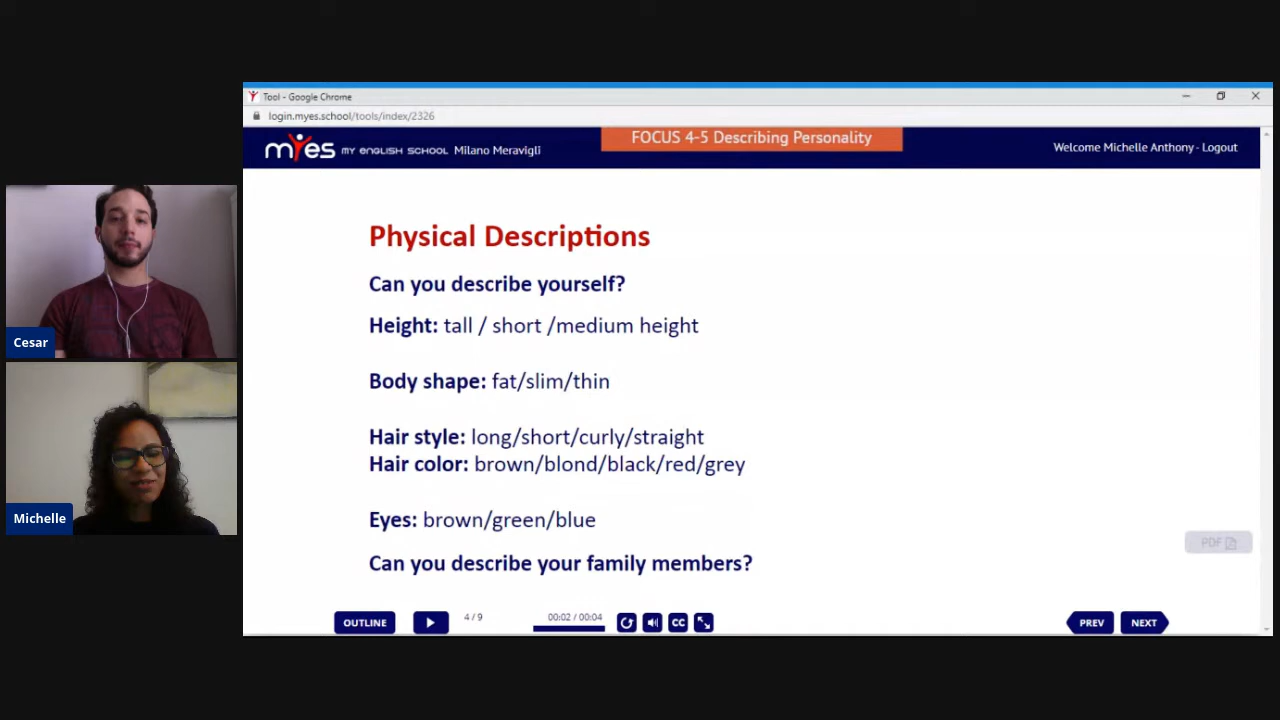 Tool - Google Chrome
login.myes.school/tools/index/2326
myes MY ENGLISH SCHOOL Milano Meravigli
FOCUS 4-5 Describing Personality
Welcome Michelle Anthony - Logout
Physical Descriptions
Can you describe yourself?
Height: tall / short /medium height
Body shape: fat/slim/thin
Hair style: long/short/curly/straight
Hair color: brown/blond/black/red/grey
Eyes: brown/green/blue
Can you describe your family members?
Cesar
Michelle
PDF
OUTLINE
4 / 9
00:02 / 00:04
CC
PREV
NEXT